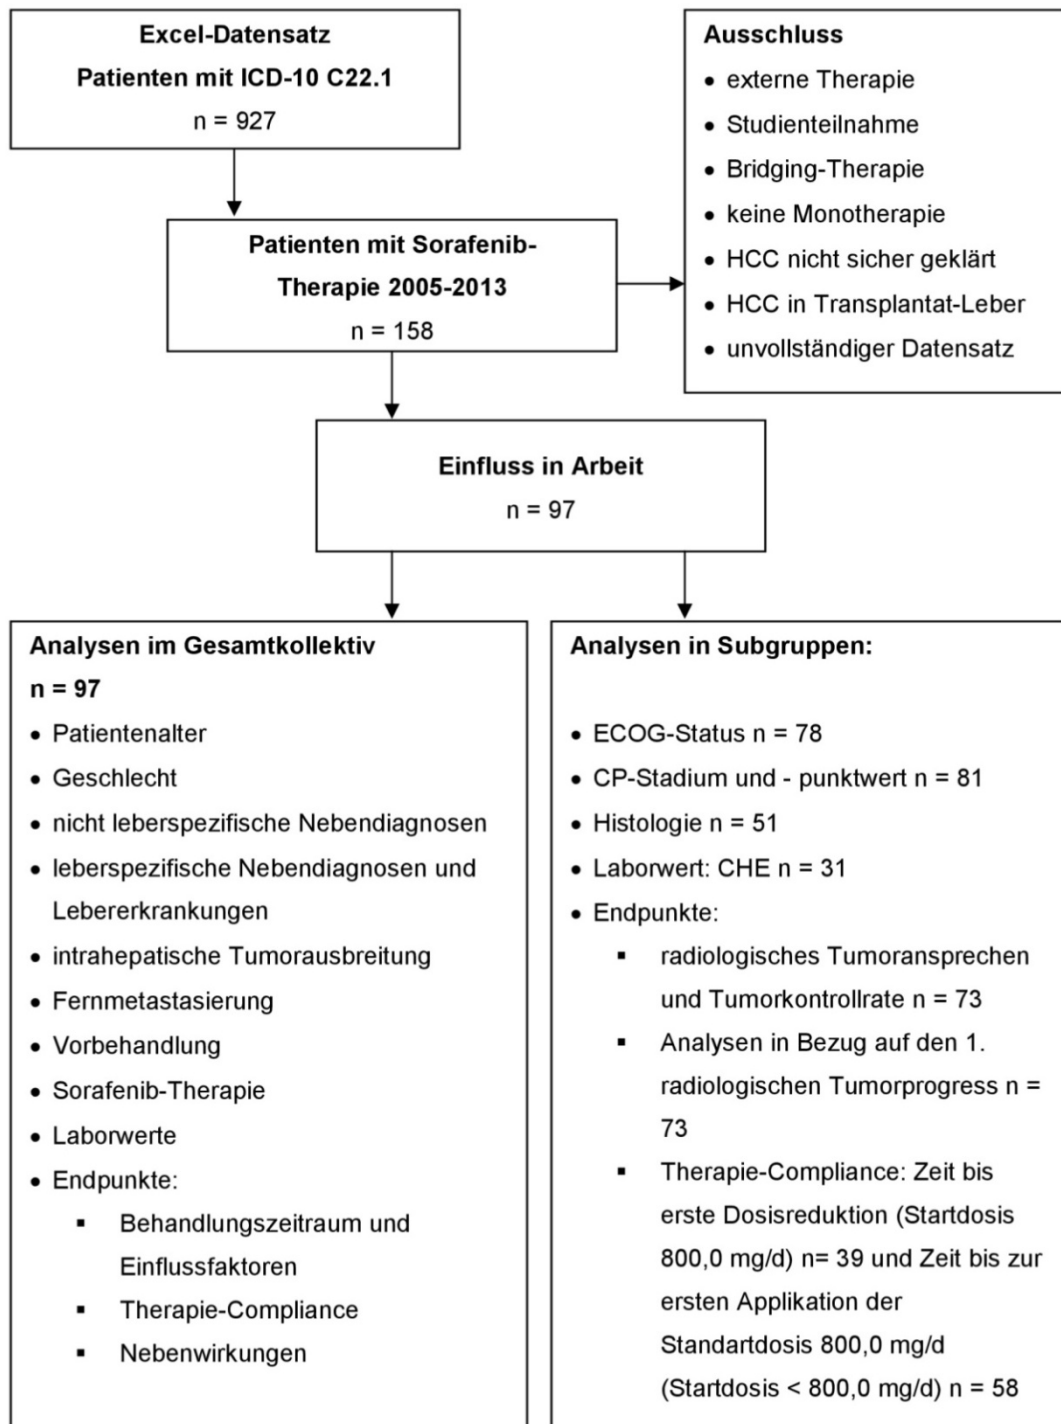 Excel-Datensatz
Patienten mit ICD-10 C22.1
n = 927
Ausschluss
• externe Therapie
• Studienteilnahme
• Bridging-Therapie
• keine Monotherapie
• HCC nicht sicher geklärt
• HCC in Transplantat-Leber
• unvollständiger Datensatz
Patienten mit Sorafenib-
Therapie 2005-2013
n = 158
Einfluss in Arbeit
n = 97
Analysen im Gesamtkollektiv
n = 97
• Patientenalter
• Geschlecht
• nicht leberspezifische Nebendiagnosen
• leberspezifische Nebendiagnosen und
Lebererkrankungen
• intrahepatische Tumorausbreitung
• Fernmetastasierung
• Vorbehandlung
• Sorafenib-Therapie
• Laborwerte
• Endpunkte:
▪ Behandlungszeitraum und
Einflussfaktoren
▪ Therapie-Compliance
▪ Nebenwirkungen
Analysen in Subgruppen:
• ECOG-Status n = 78
• CP-Stadium und - punktwert n = 81
• Histologie n = 51
• Laborwert: CHE n = 31
• Endpunkte:
▪ radiologisches Tumoransprechen
und Tumorkontrollrate n = 73
▪ Analysen in Bezug auf den 1.
radiologischen Tumorprogress n =
73
▪ Therapie-Compliance: Zeit bis
erste Dosisreduktion (Startdosis
800,0 mg/d) n= 39 und Zeit bis zur
ersten Applikation der
Standartdosis 800,0 mg/d
(Startdosis < 800,0 mg/d) n = 58